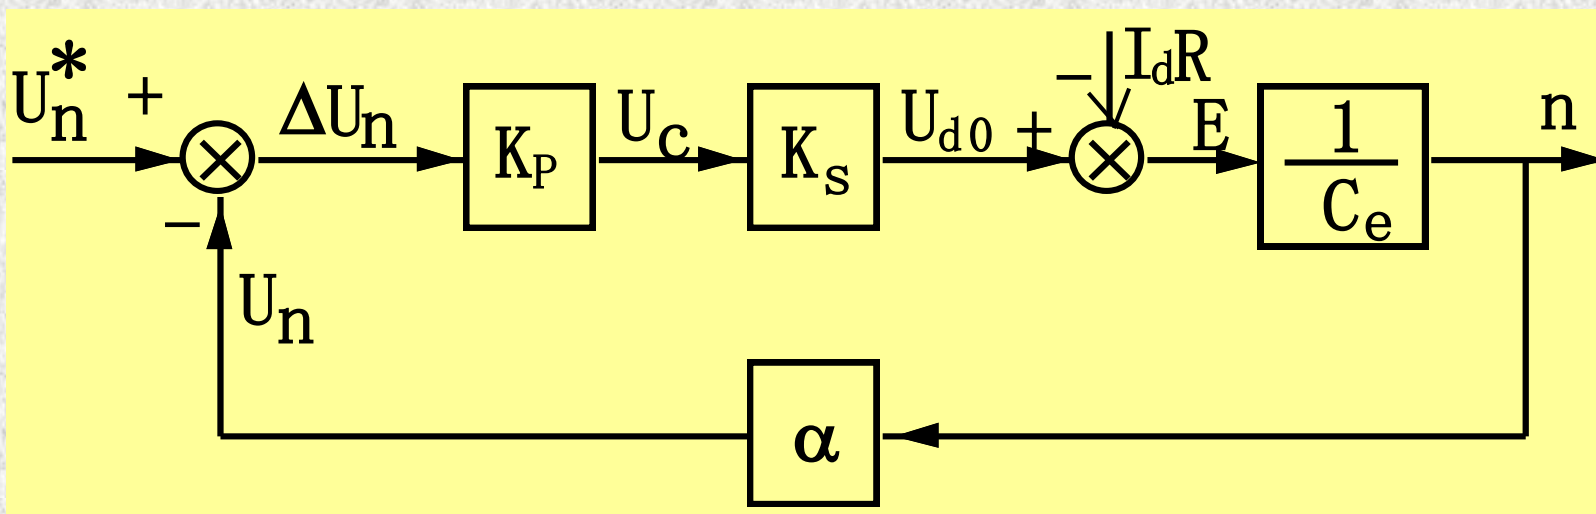 U*n + ΔUn KP Uc Ks Ud0 + − IdR E 1/Ce n
− Un
α